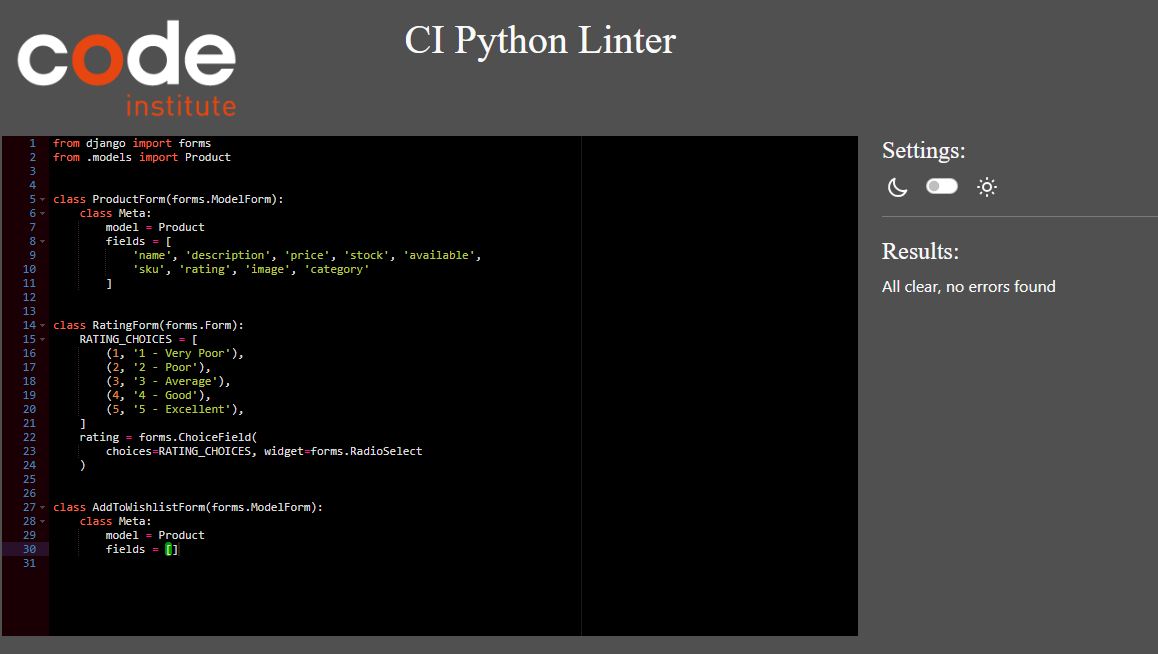 code
institute
CI Python Linter
1 from django import forms
2 from .models import Product
3
4
5 class ProductForm(forms.ModelForm):
6     class Meta:
7         model = Product
8         fields = [
9             'name', 'description', 'price', 'stock', 'available',
10             'sku', 'rating', 'image', 'category'
11         ]
12
13
14 class RatingForm(forms.Form):
15     RATING_CHOICES = [
16         (1, '1 - Very Poor'),
17         (2, '2 - Poor'),
18         (3, '3 - Average'),
19         (4, '4 - Good'),
20         (5, '5 - Excellent'),
21     ]
22     rating = forms.ChoiceField(
23         choices=RATING_CHOICES, widget=forms.RadioSelect
24     )
25
26
27 class AddToWishlistForm(forms.ModelForm):
28     class Meta:
29         model = Product
30         fields = []
31
Settings:
Results:
All clear, no errors found